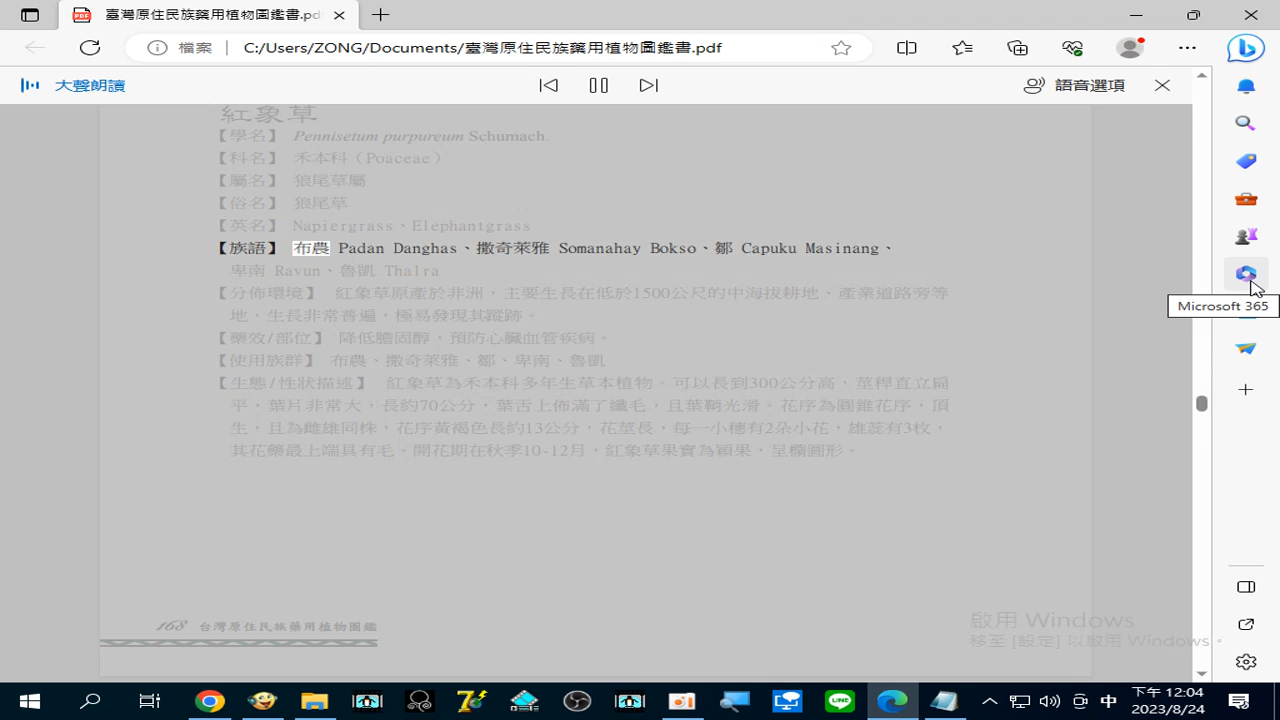 臺灣原住民族藥用植物圖鑑書.pd
檔案 C:/Users/ZONG/Documents/臺灣原住民族藥用植物圖鑑書.pdf
大聲朗讀
語音選項
紅象草
【學名】 Pennisetum purpureum Schumach.
【科名】 禾本科（Poaceae）
【屬名】 狼尾草屬
【俗名】 狼尾草
【英名】 Napiergrass、Elephantgrass
【族語】 布農 Padan Danghas、撒奇萊雅 Somanahay Bokso、鄒 Capuku Masinang、
卑南 Ravun、魯凱 Thalra
【分佈環境】 紅象草原產於非洲，主要生長在低於1500公尺的中海拔耕地、產業道路旁等
地，生長非常普遍，極易發現其蹤跡。
【藥效/部位】 降低膽固醇，預防心臟血管疾病。
【使用族群】 布農、撒奇萊雅、鄒、卑南、魯凱
【生態/性狀描述】 紅象草為禾本科多年生草本植物。可以長到300公分高，莖稈直立扁
平，葉片非常大，長約70公分，葉舌上佈滿了纖毛，且葉鞘光滑。花序為圓錐花序，頂
生，且為雌雄同株，花序黃褐色長約13公分，花莖長，每一小穗有2朵小花，雄蕊有3枚，
其花藥最上端具有毛。開花期在秋季10-12月，紅象草果實為穎果，呈橢圓形。
Microsoft 365
168 台灣原住民族藥用植物圖鑑
啟用 Windows
移至 [設定] 以啟用 Windows。
中
下午 12:04
2023/8/24